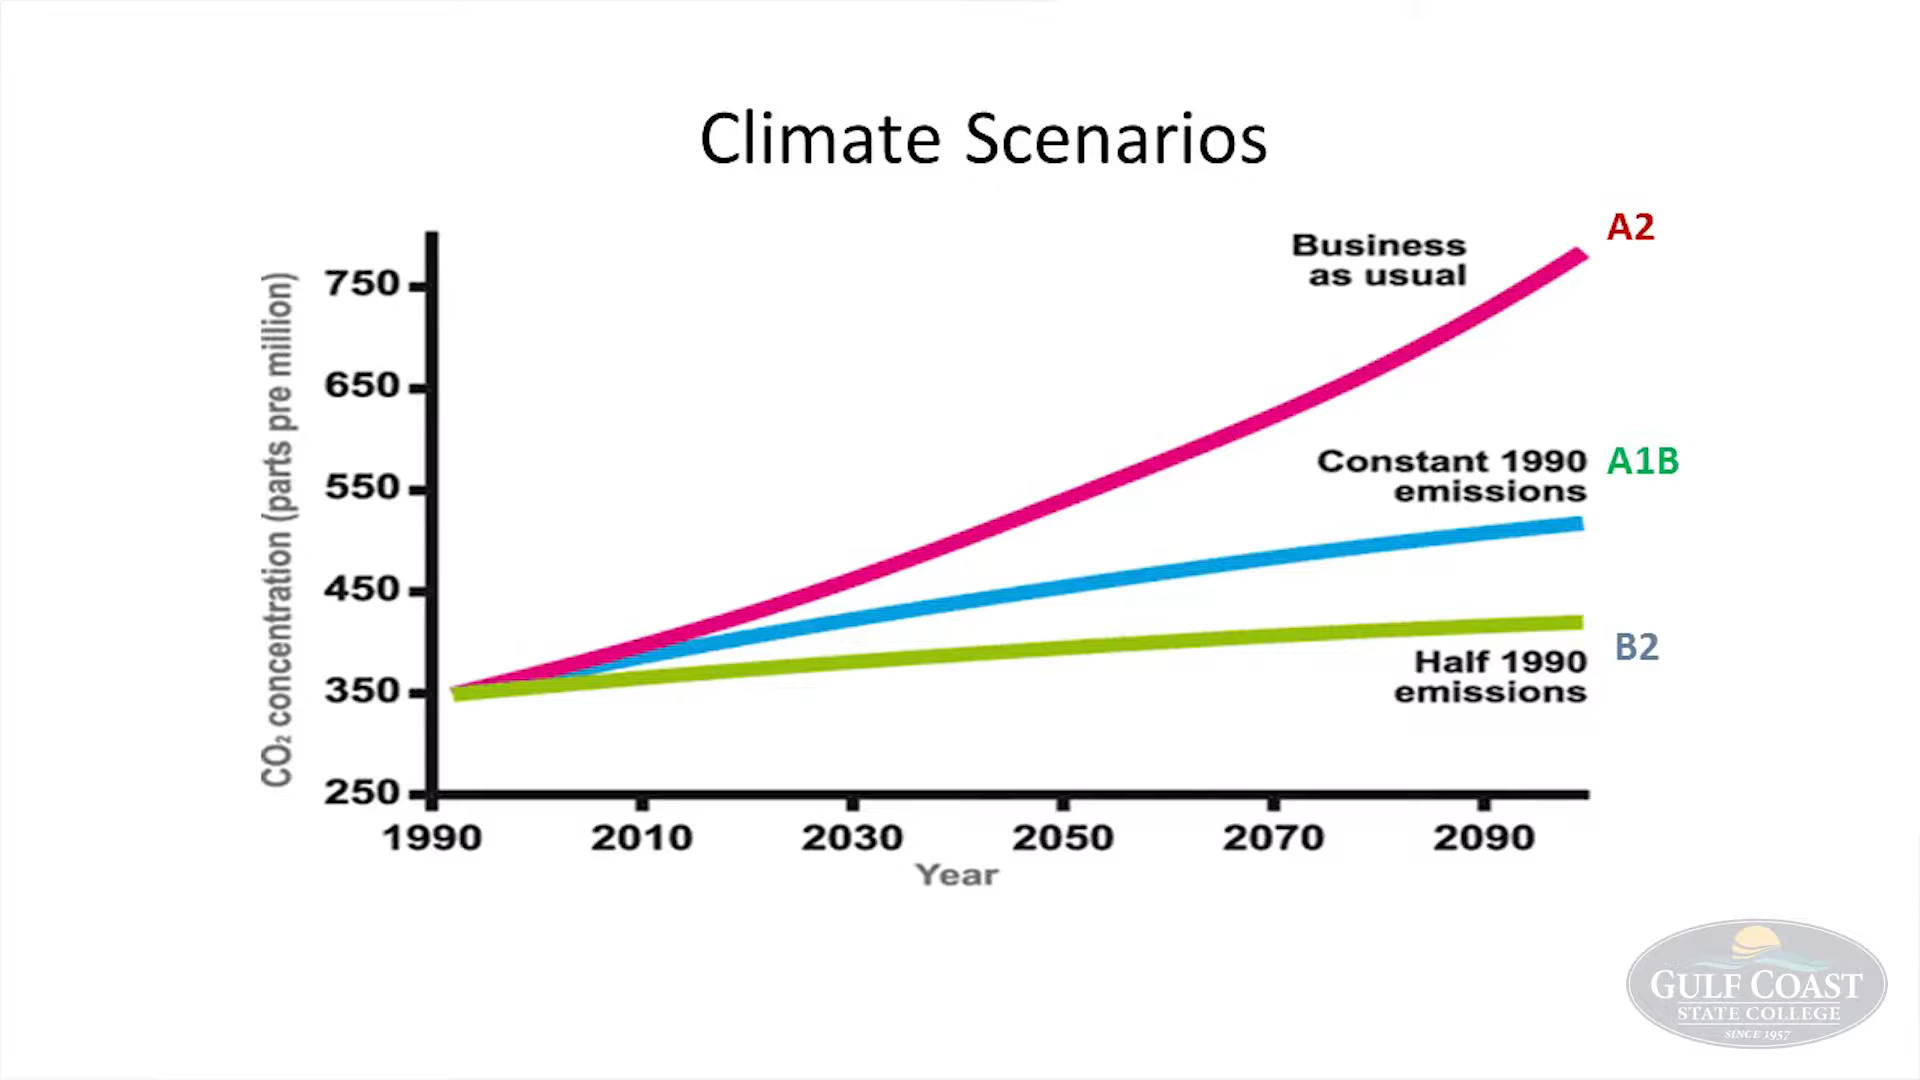 Climate Scenarios
A2
Business
as usual
750
650
Constant 1990
emissions
A1B
550
450
B2
Half 1990
emissions
350
250
CO₂ concentration (parts pre million)
1990 2010 2030 2050 2070 2090
Year
GULF COAST
STATE COLLEGE
SINCE 1957